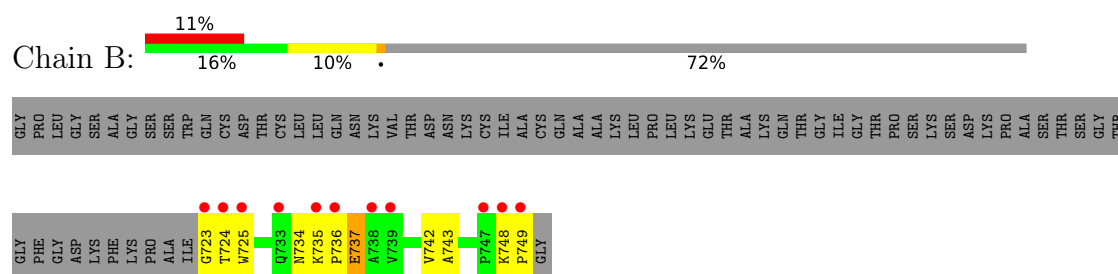 11%
Chain B:
16% 10% • 72%
GLY PRO LEU GLY SER ALA GLY SER SER TRP GLN CYS ASP THR CYS LEU LEU GLN ASN LYS VAL THR ASP ASN LYS CYS ILE ALA CYS GLN ALA ALA LYS LEU PRO LEU LYS GLU THR ALA LYS GLN THR GLY ILE GLY THR PRO SER LYS SER ASP LYS PRO ALA SER THR SER GLY THR
GLY PHE GLY ASP LYS PHE LYS PRO ALA ILE G723 T724 W725 Q733 N734 K735 P736 E737 A738 V739 V742 A743 P747 K748 P749 GLY